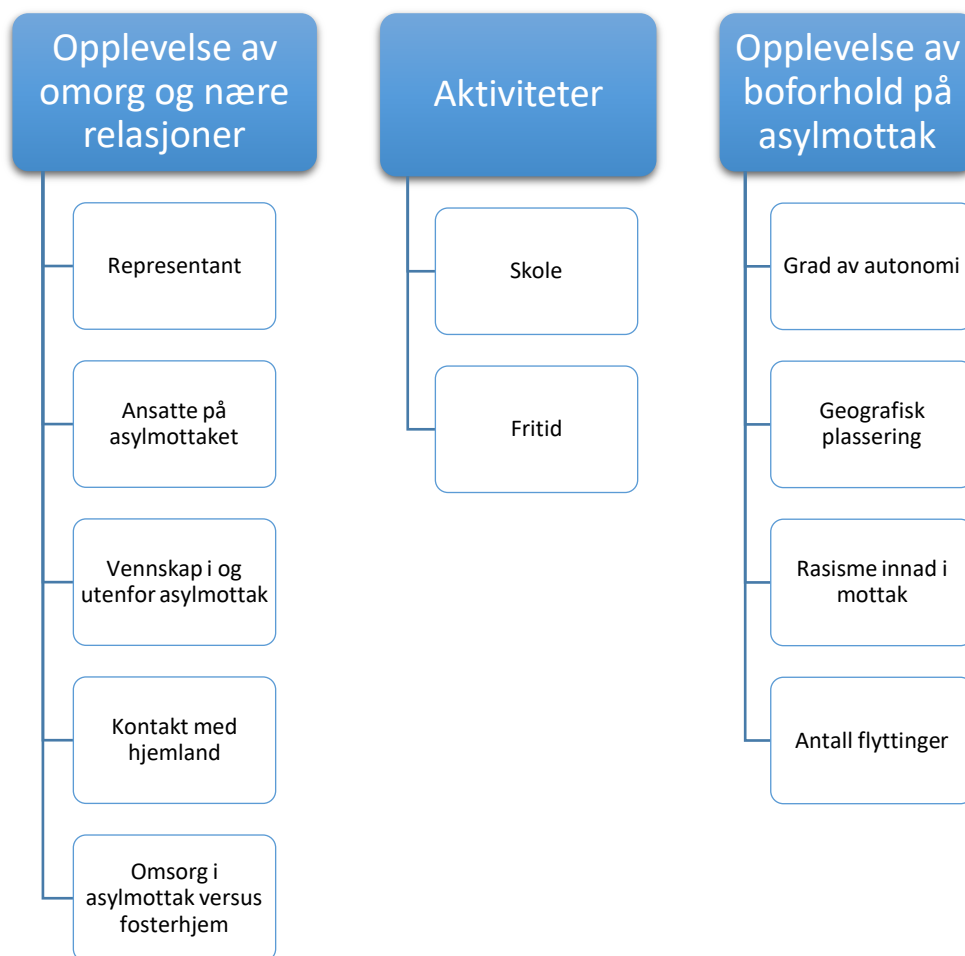 Opplevelse av
omorg og nære
relasjoner
Representant
Ansatte på
asylmottaket
Vennskap i og
utenfor asylmottak
Kontakt med
hjemland
Omsorg i
asylmottak versus
fosterhjem
Aktiviteter
Skole
Fritid
Opplevelse av
boforhold på
asylmottak
Grad av autonomi
Geografisk
plassering
Rasisme innad i
mottak
Antall flyttinger